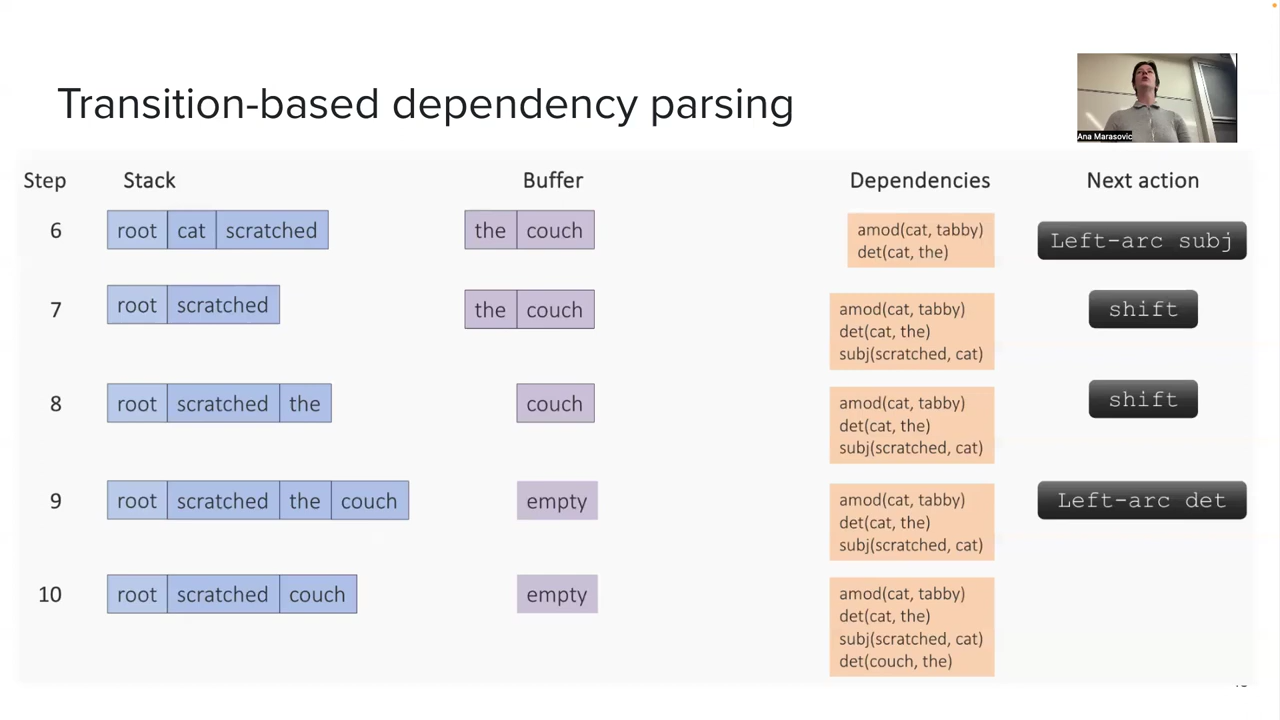 Transition-based dependency parsing
Ana Marasovic
Step Stack Buffer Dependencies Next action
6 root cat scratched the couch amod(cat, tabby) Left-arc subj
det(cat, the)
7 root scratched the couch amod(cat, tabby) shift
det(cat, the)
subj(scratched, cat)
8 root scratched the couch amod(cat, tabby) shift
det(cat, the)
subj(scratched, cat)
9 root scratched the couch empty amod(cat, tabby) Left-arc det
det(cat, the)
subj(scratched, cat)
10 root scratched couch empty amod(cat, tabby)
det(cat, the)
subj(scratched, cat)
det(couch, the)